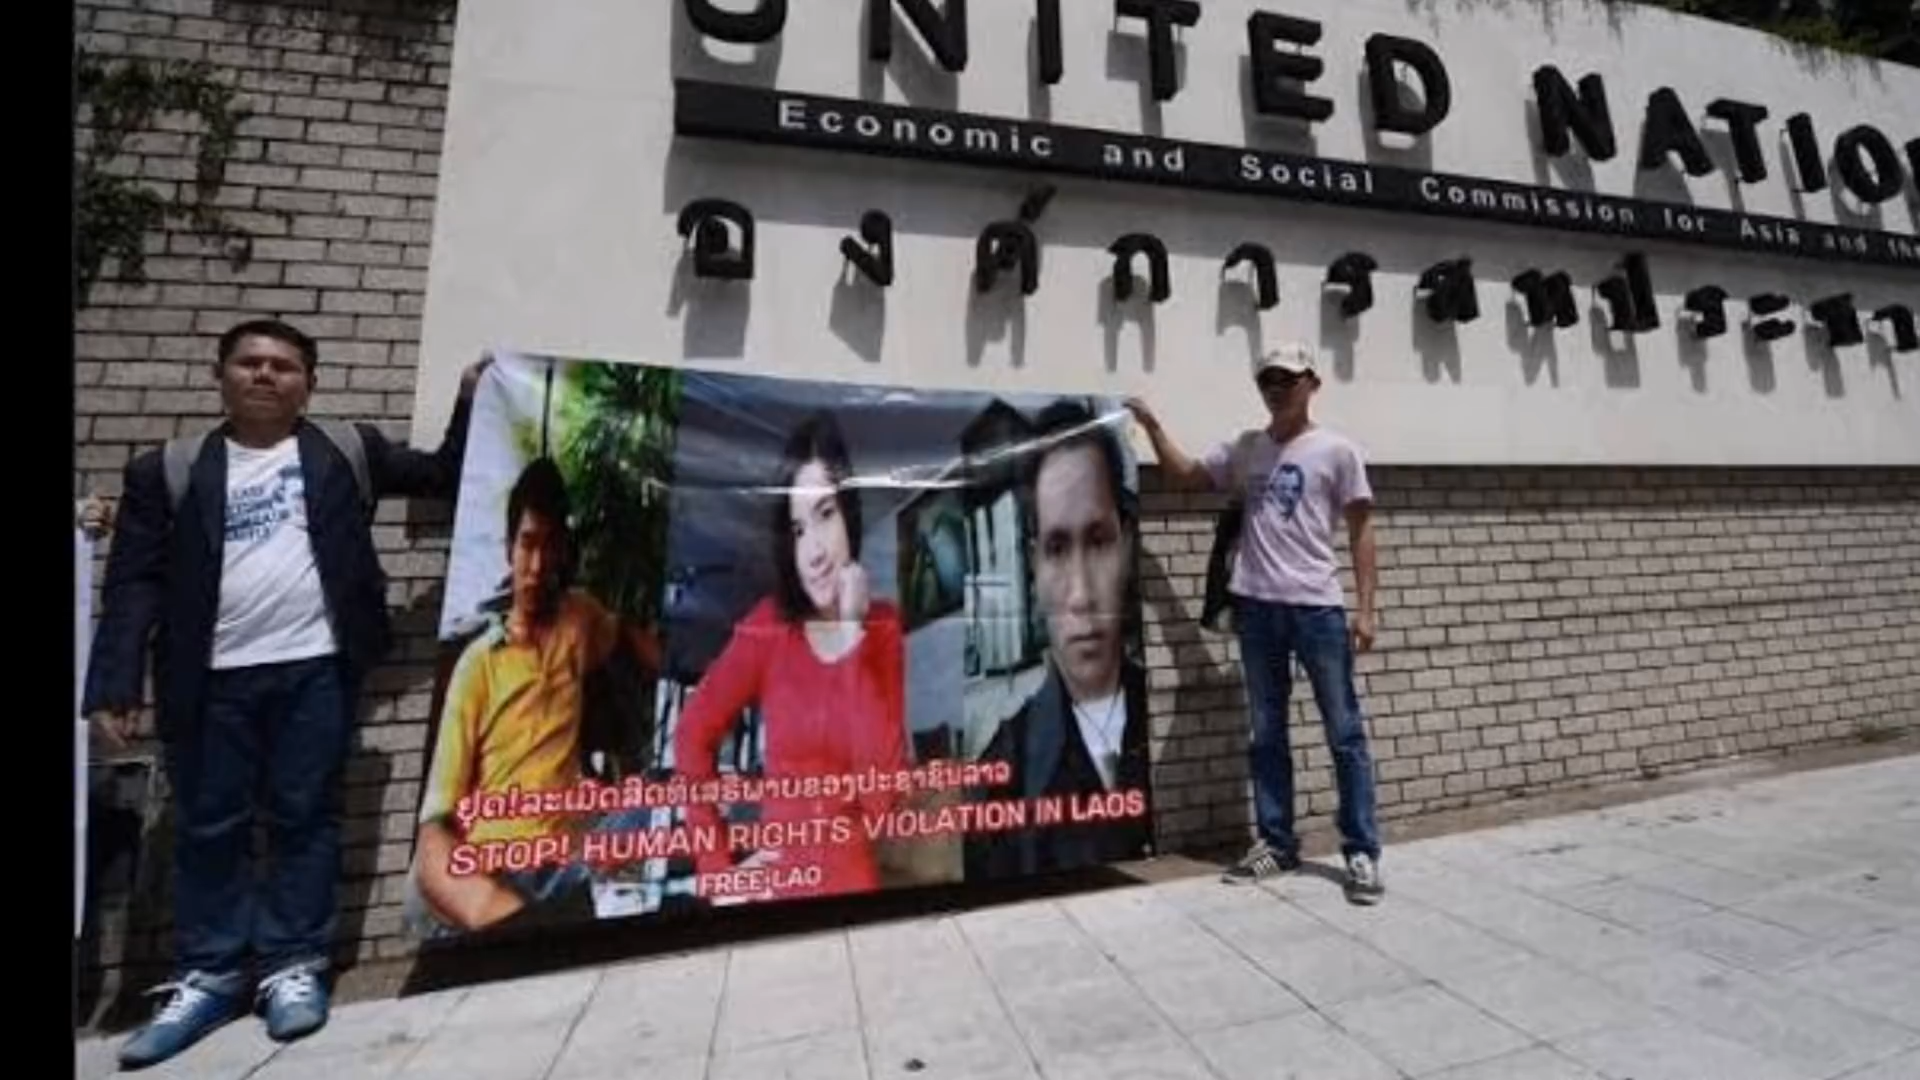 UNITED NATIO
Economic and Social Commission for Asia and the
องค์การสหประชา
ຢຸດ!ລະເມີດສິດທິເສຣີພາບຂອງປະຊາຊົນລາວ
STOP! HUMAN RIGHTS VIOLATION IN LAOS
FREE LAO